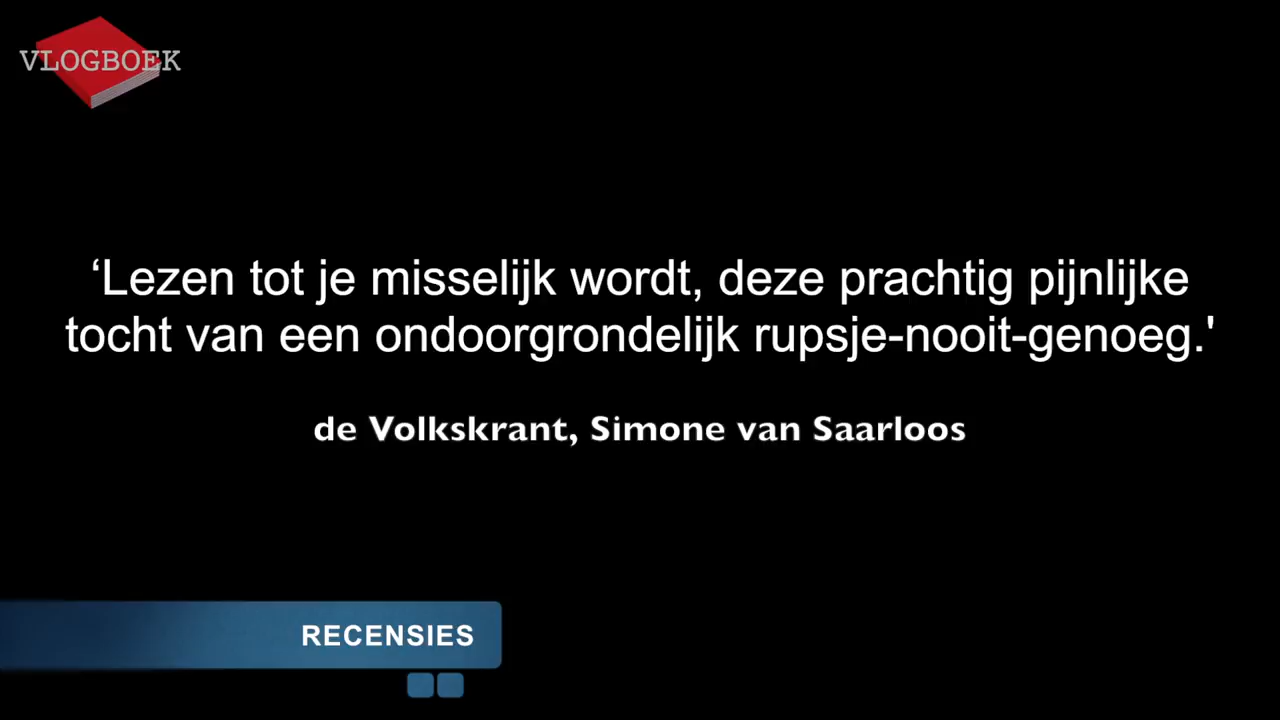 VLOGBOEK
‘Lezen tot je misselijk wordt, deze prachtig pijnlijke
tocht van een ondoorgrondelijk rupsje-nooit-genoeg.'
de Volkskrant, Simone van Saarloos
RECENSIES